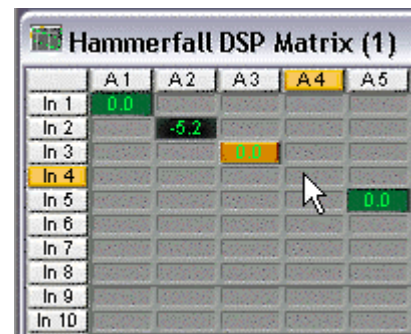 Hammerfall DSP Matrix (1)
A 1 A 2 A 3 A 4 A 5
In 1 0.0
In 2 -5.2
In 3 0.0
In 4
In 5 0.0
In 6
In 7
In 8
In 9
In 10